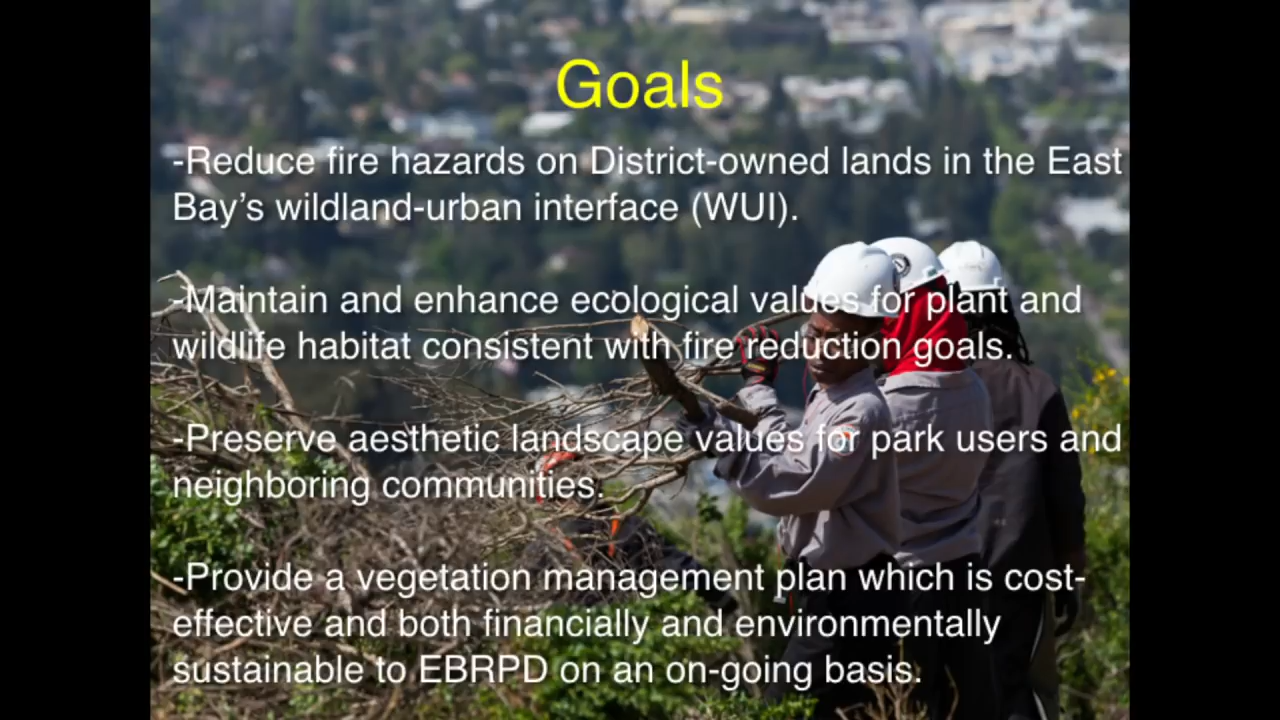 Goals
-Reduce fire hazards on District-owned lands in the East
Bay’s wildland-urban interface (WUI).
-Maintain and enhance ecological values for plant and
wildlife habitat consistent with fire reduction goals.
-Preserve aesthetic landscape values for park users and
neighboring communities.
-Provide a vegetation management plan which is cost-
effective and both financially and environmentally
sustainable to EBRPD on an on-going basis.